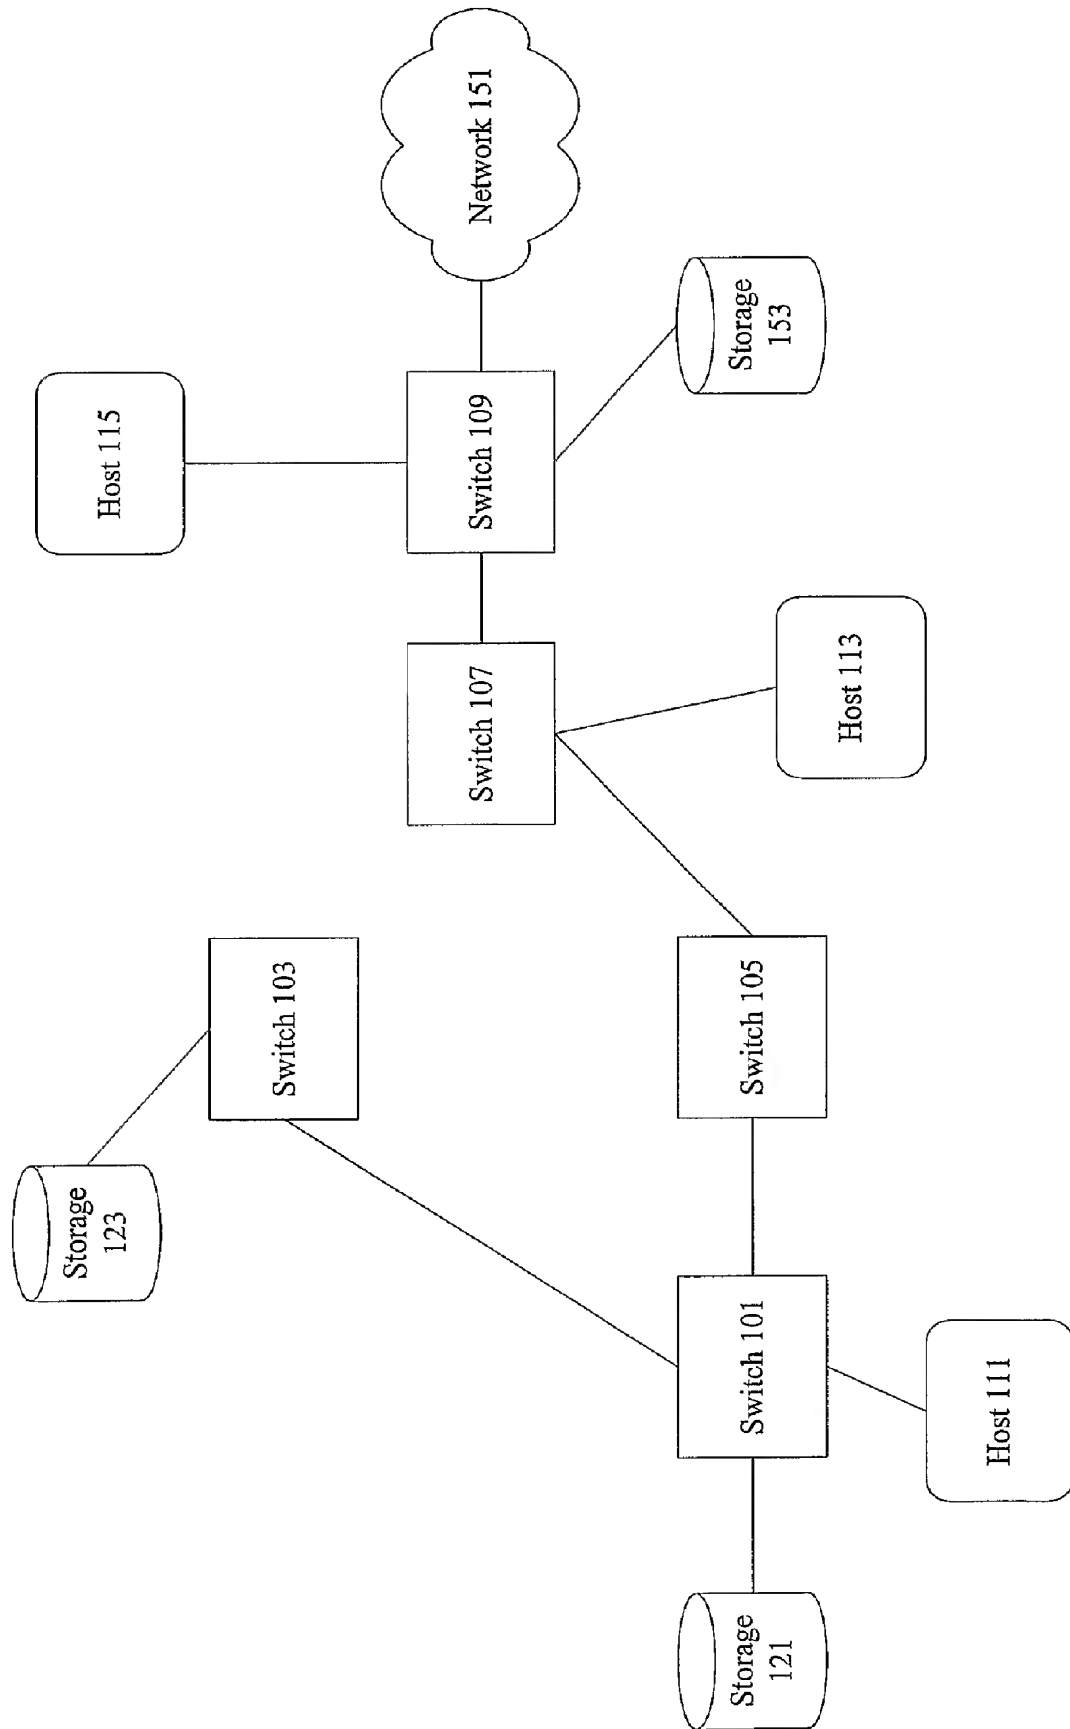 Storage
123
Switch 103
Host 115
Storage
121
Switch 101
Switch 105
Switch 107
Switch 109
Network 151
Host 111
Host 113
Storage
153